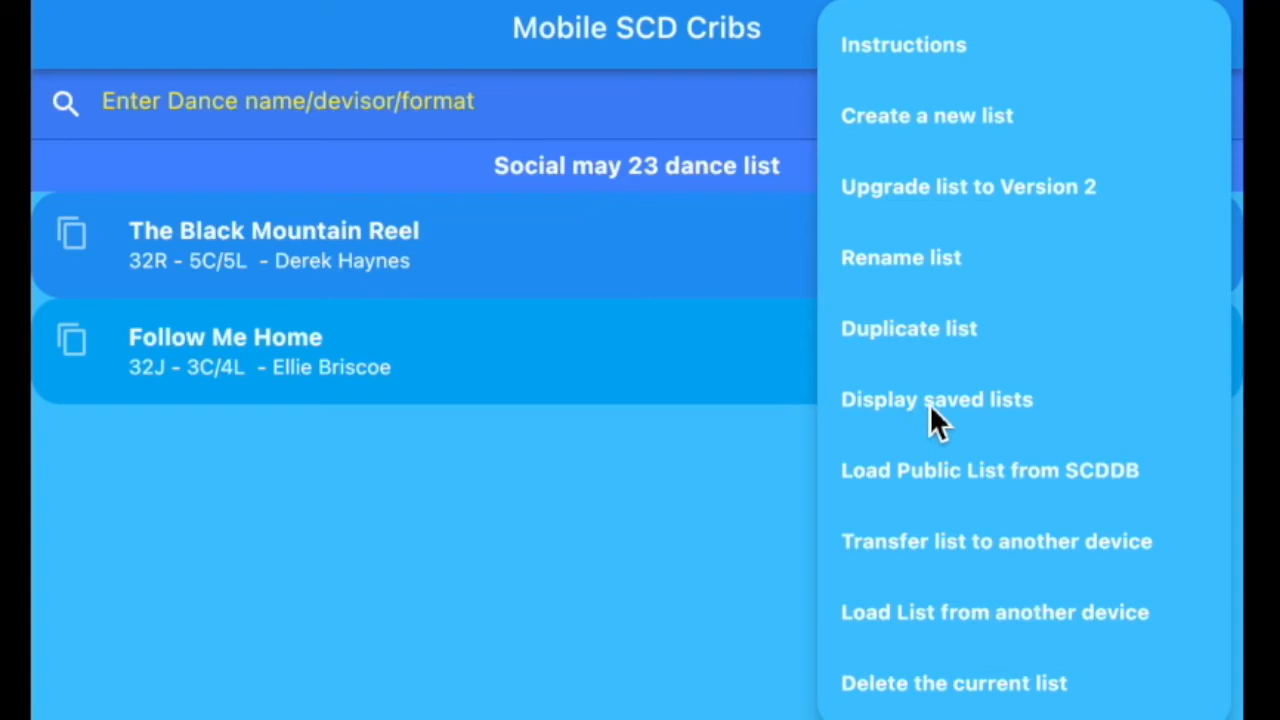 Mobile SCD Cribs
Enter Dance name/devisor/format
Social may 23 dance list
The Black Mountain Reel
32R - 5C/5L  - Derek Haynes
Follow Me Home
32J - 3C/4L  - Ellie Briscoe
Instructions
Create a new list
Upgrade list to Version 2
Rename list
Duplicate list
Display saved lists
Load Public List from SCDDB
Transfer list to another device
Load List from another device
Delete the current list